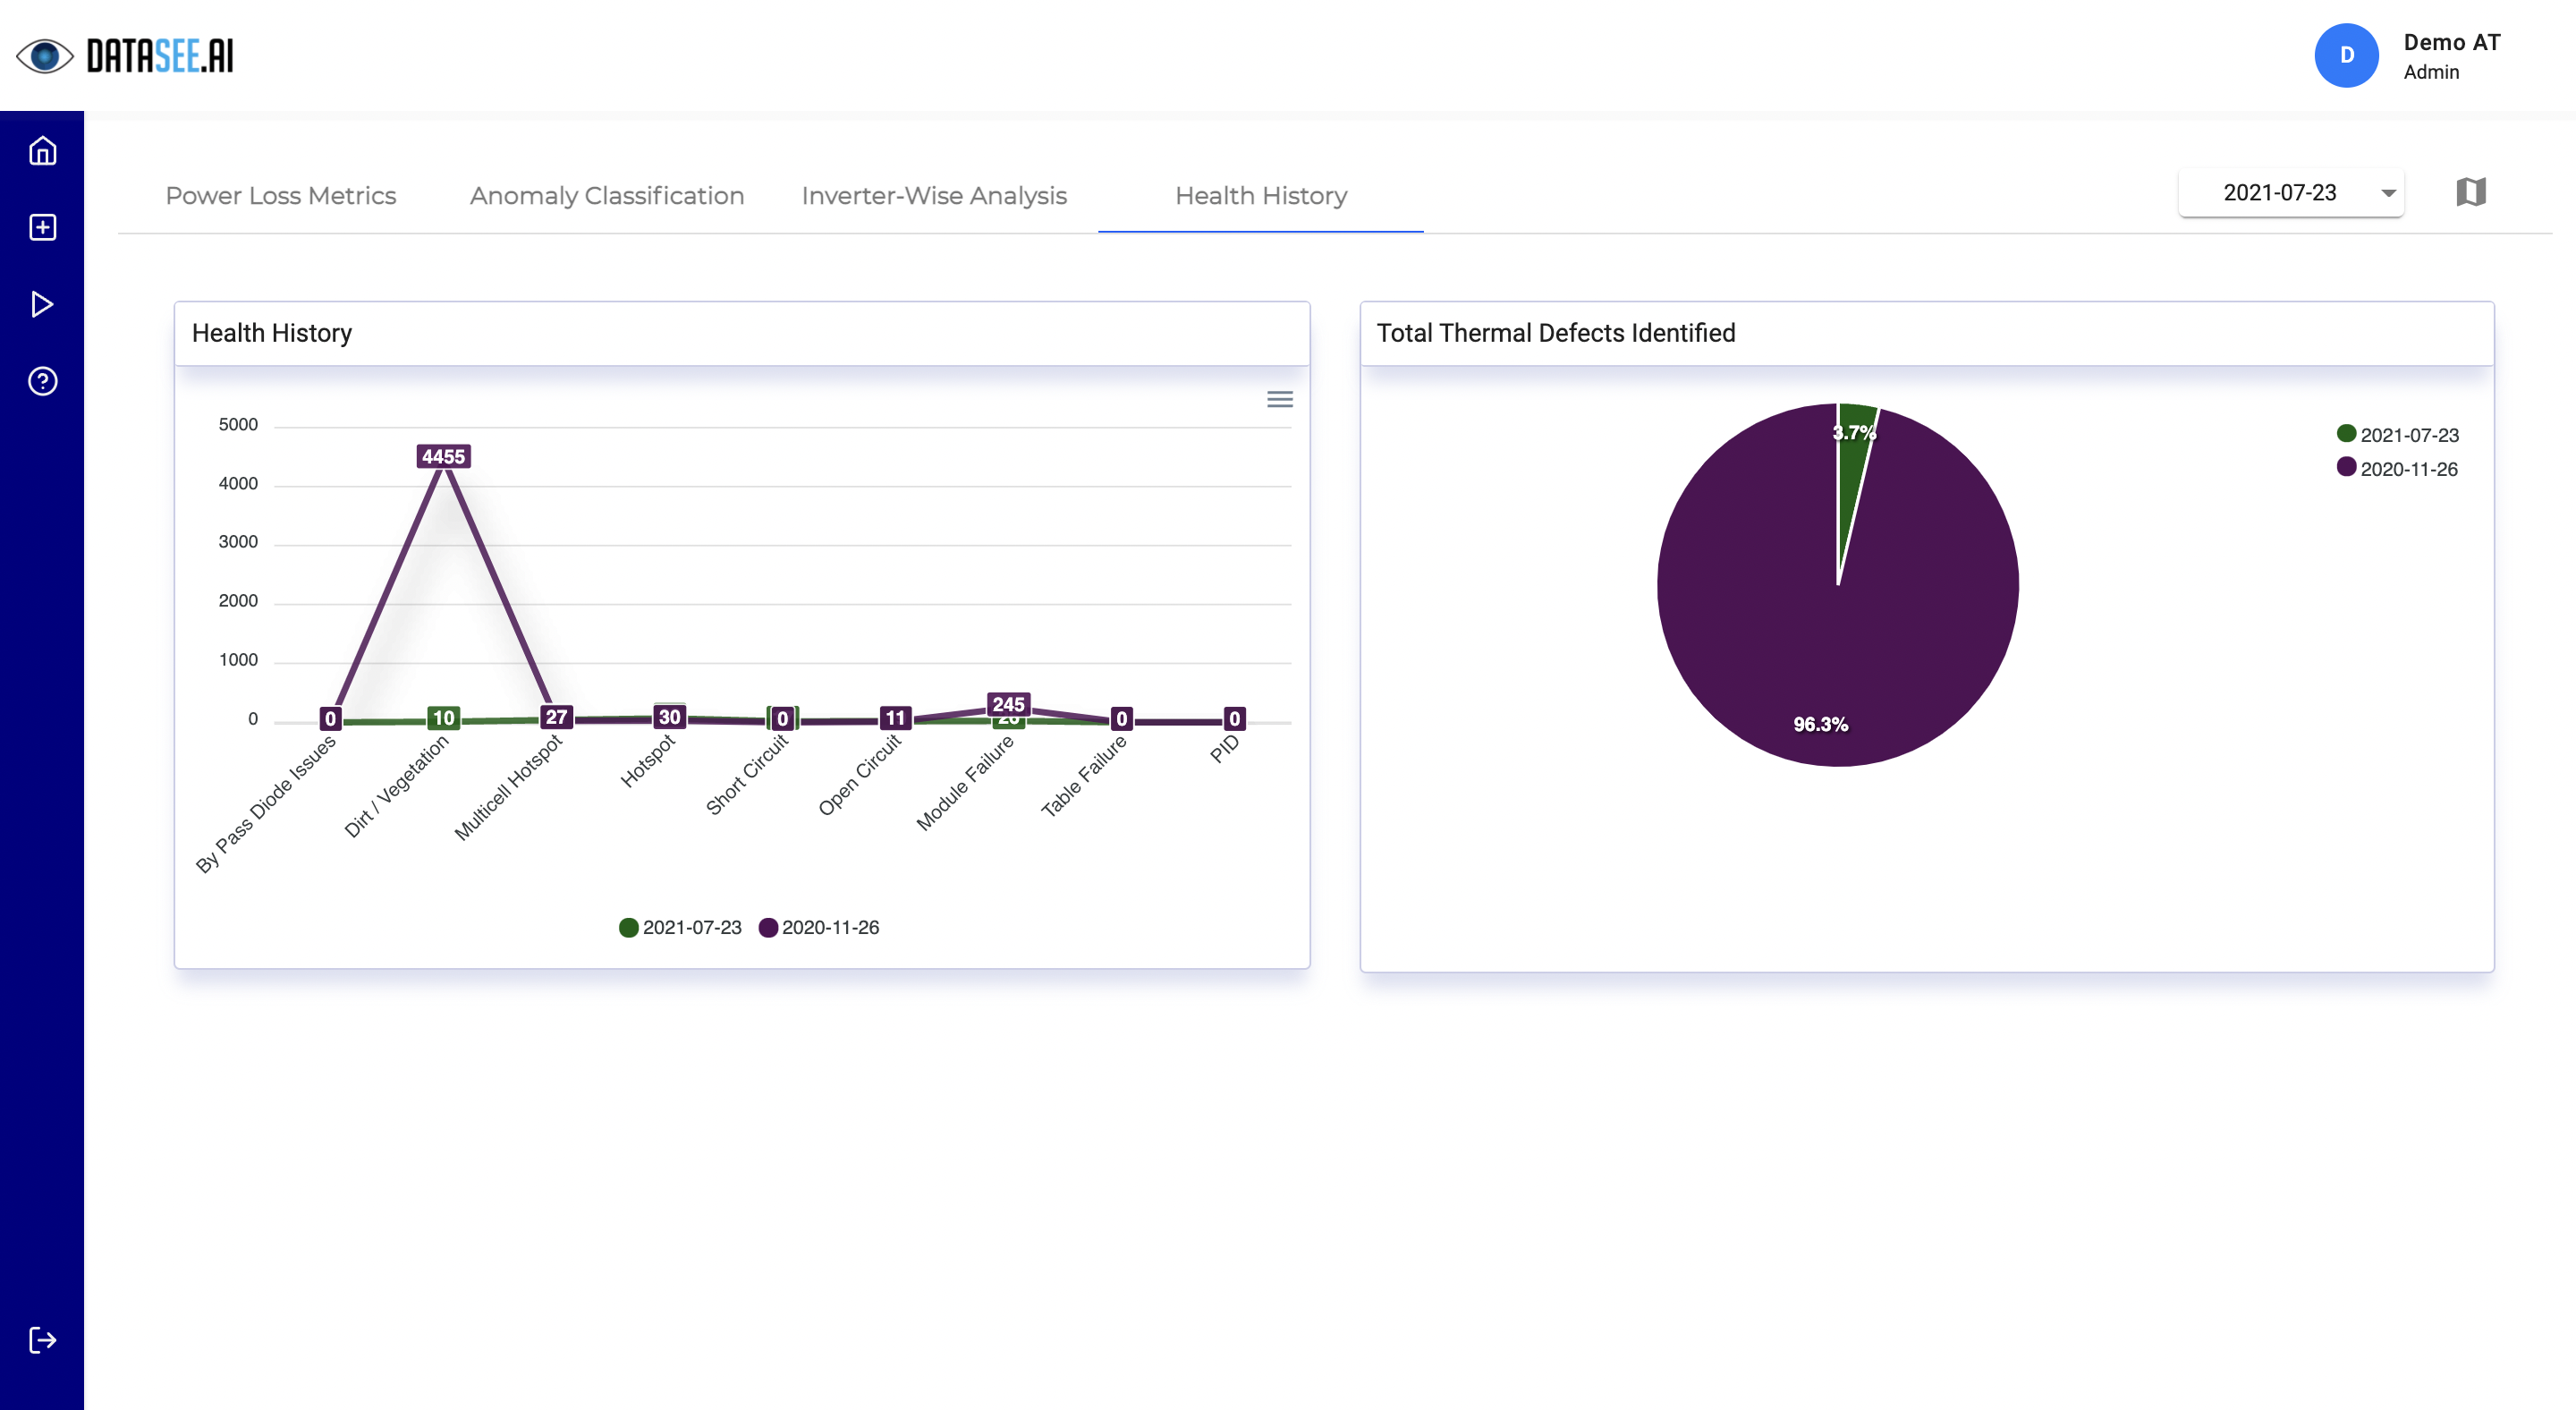 DATASEE.AI
D
Demo AT
Admin
Power Loss Metrics
Anomaly Classification
Inverter-Wise Analysis
Health History
2021-07-23
Health History
5000
4000
3000
2000
1000
0
4455
0
10
27
30
0
11
245
0
0
By Pass Diode Issues
Dirt / Vegetation
Multicell Hotspot
Hotspot
Short Circuit
Open Circuit
Module Failure
Table Failure
PID
2021-07-23
2020-11-26
Total Thermal Defects Identified
3.7%
96.3%
2021-07-23
2020-11-26